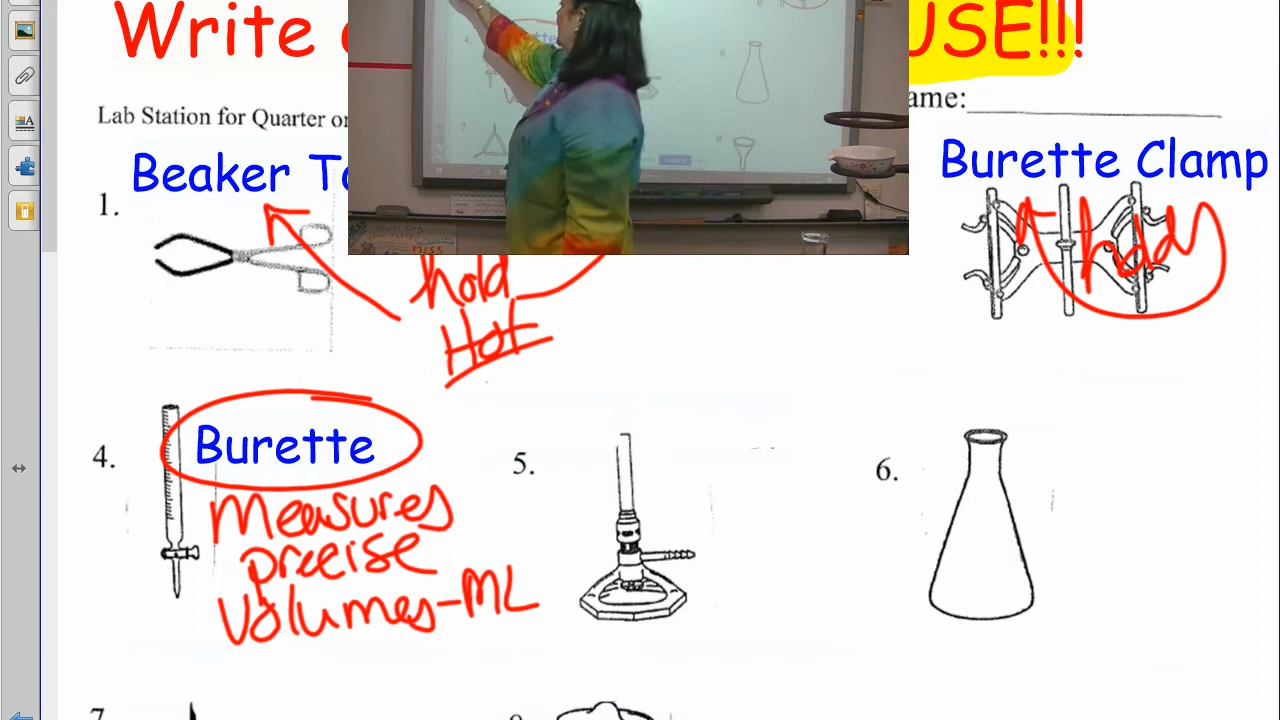 Write
USE!!!
Lab Station for Quarter
ame:
Beaker
Burette Clamp
1.
hold
Hot
holds
4.
Burette
5.
6.
Measures
precise
Volumes-ML
7.